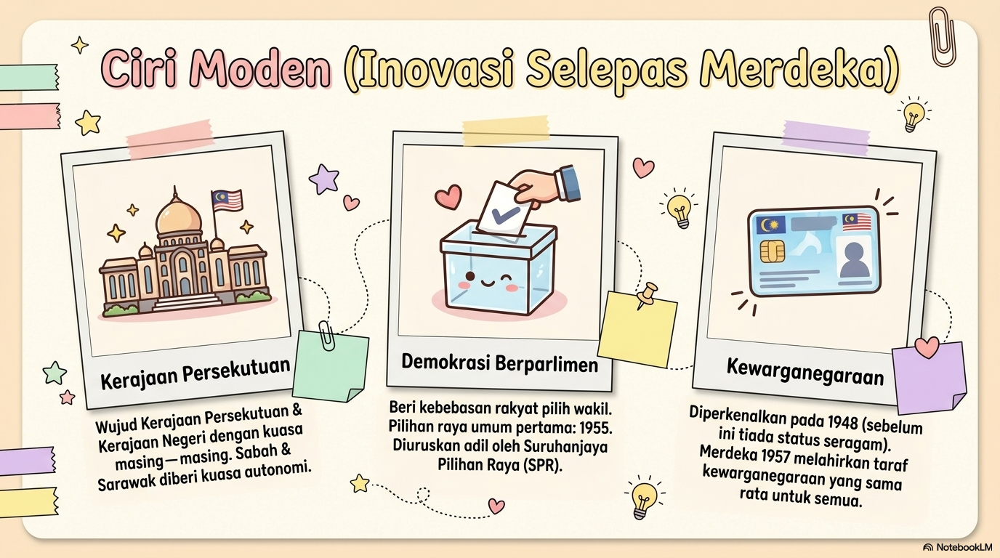 Ciri Moden (Inovasi Selepas Merdeka)
Kerajaan Persekutuan
Wujud Kerajaan Persekutuan &
Kerajaan Negeri dengan kuasa
masing—masing. Sabah &
Sarawak diberi kuasa autonomi.
Demokrasi Berparlimen
Beri kebebasan rakyat pilih wakil.
Pilihan raya umum pertama: 1955.
Diuruskan adil oleh Suruhanjaya
Pilihan Raya (SPR).
Kewarganegaraan
Diperkenalkan pada 1948 (sebelum
ini tiada status seragam).
Merdeka 1957 melahirkan taraf
kewarganegaraan yang sama
rata untuk semua.
NotebookLM